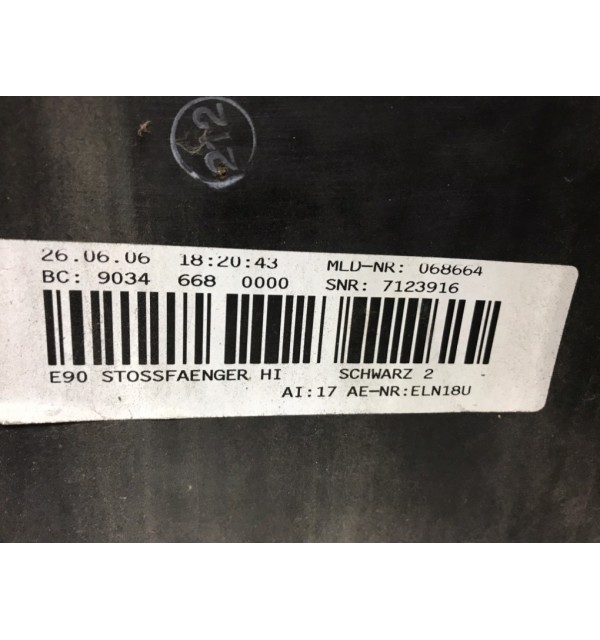 212
26.06.06 18:20:43 MLD-NR: 068664
BC: 9034 668 0000 SNR: 7123916
E90 STOSSFAENGER HI SCHWARZ 2
AI:17 AE-NR:ELN18U